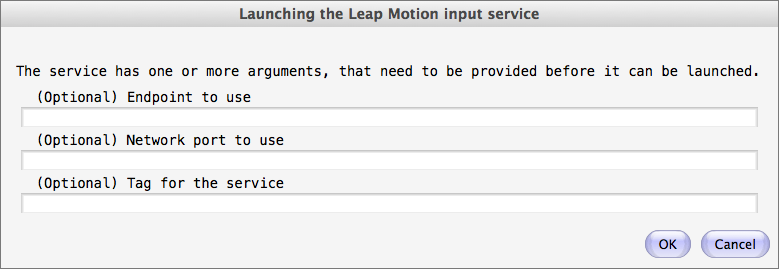 Launching the Leap Motion input service
The service has one or more arguments, that need to be provided before it can be launched.
(Optional) Endpoint to use
(Optional) Network port to use
(Optional) Tag for the service
OK Cancel